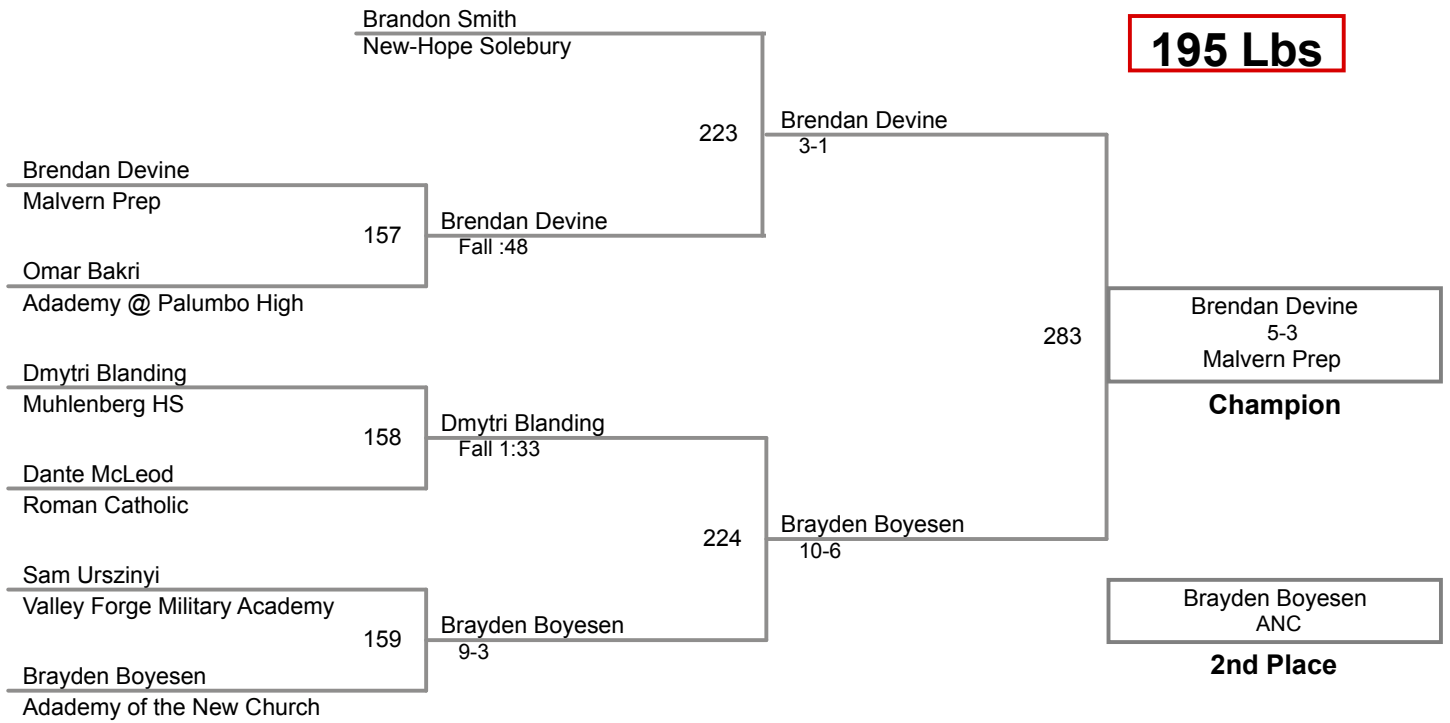 Brandon Smith
New-Hope Solebury
195 Lbs
223
Brendan Devine
3-1
Brendan Devine
Malvern Prep
157
Brendan Devine
Fall :48
Omar Bakri
Adademy @ Palumbo High
283
Brendan Devine
5-3
Malvern Prep
Champion
Dmytri Blanding
Muhlenberg HS
158
Dmytri Blanding
Fall 1:33
Dante McLeod
Roman Catholic
224
Brayden Boyesen
10-6
Sam Urszinyi
Valley Forge Military Academy
159
Brayden Boyesen
9-3
Brayden Boyesen
Adademy of the New Church
Brayden Boyesen
ANC
2nd Place